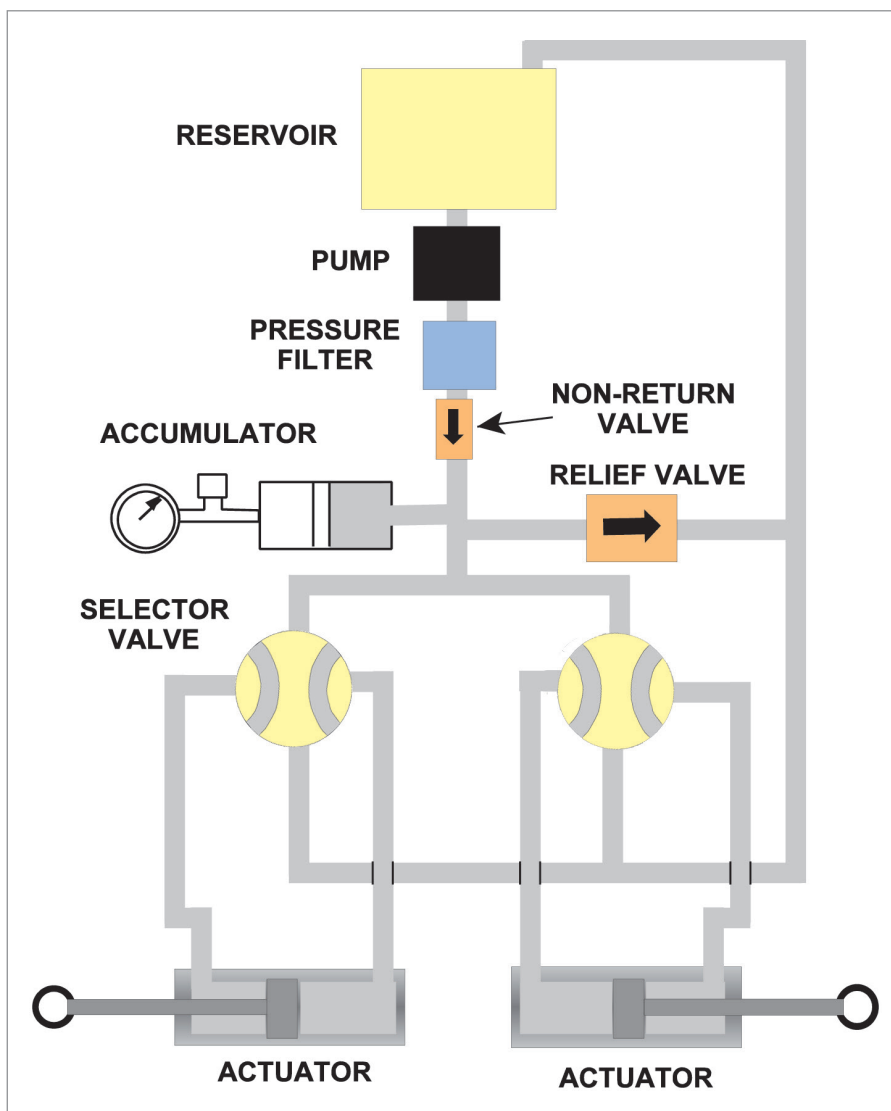 RESERVOIR
PUMP
PRESSURE
FILTER
NON-RETURN
VALVE
ACCUMULATOR
RELIEF VALVE
SELECTOR
VALVE
ACTUATOR
ACTUATOR